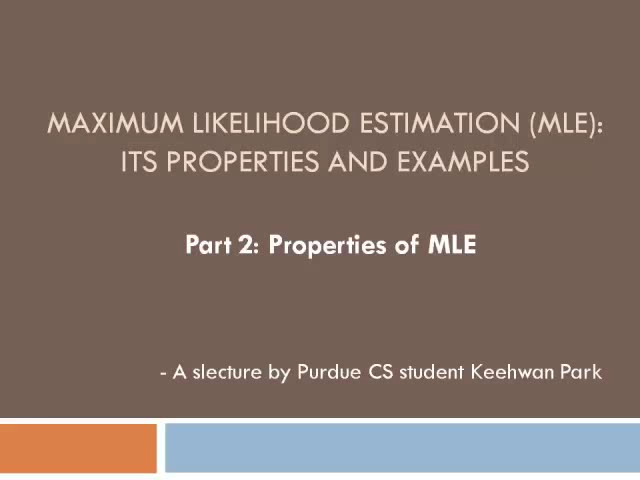 MAXIMUM LIKELIHOOD ESTIMATION (MLE):
ITS PROPERTIES AND EXAMPLES
Part 2: Properties of MLE
- A slecture by Purdue CS student Keehwan Park